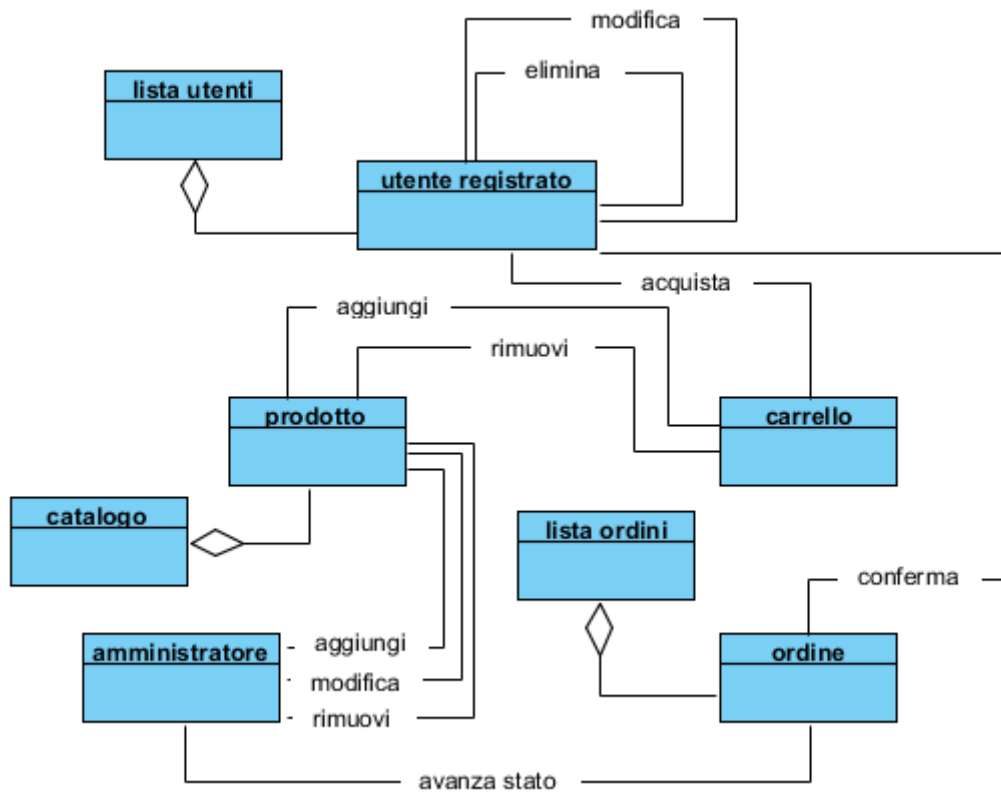 modifica
elimina
lista utenti
utente registrato
acquista
aggiungi
rimuovi
prodotto
carrello
catalogo
lista ordini
conferma
amministratore
aggiungi
modifica
rimuovi
ordine
avanza stato